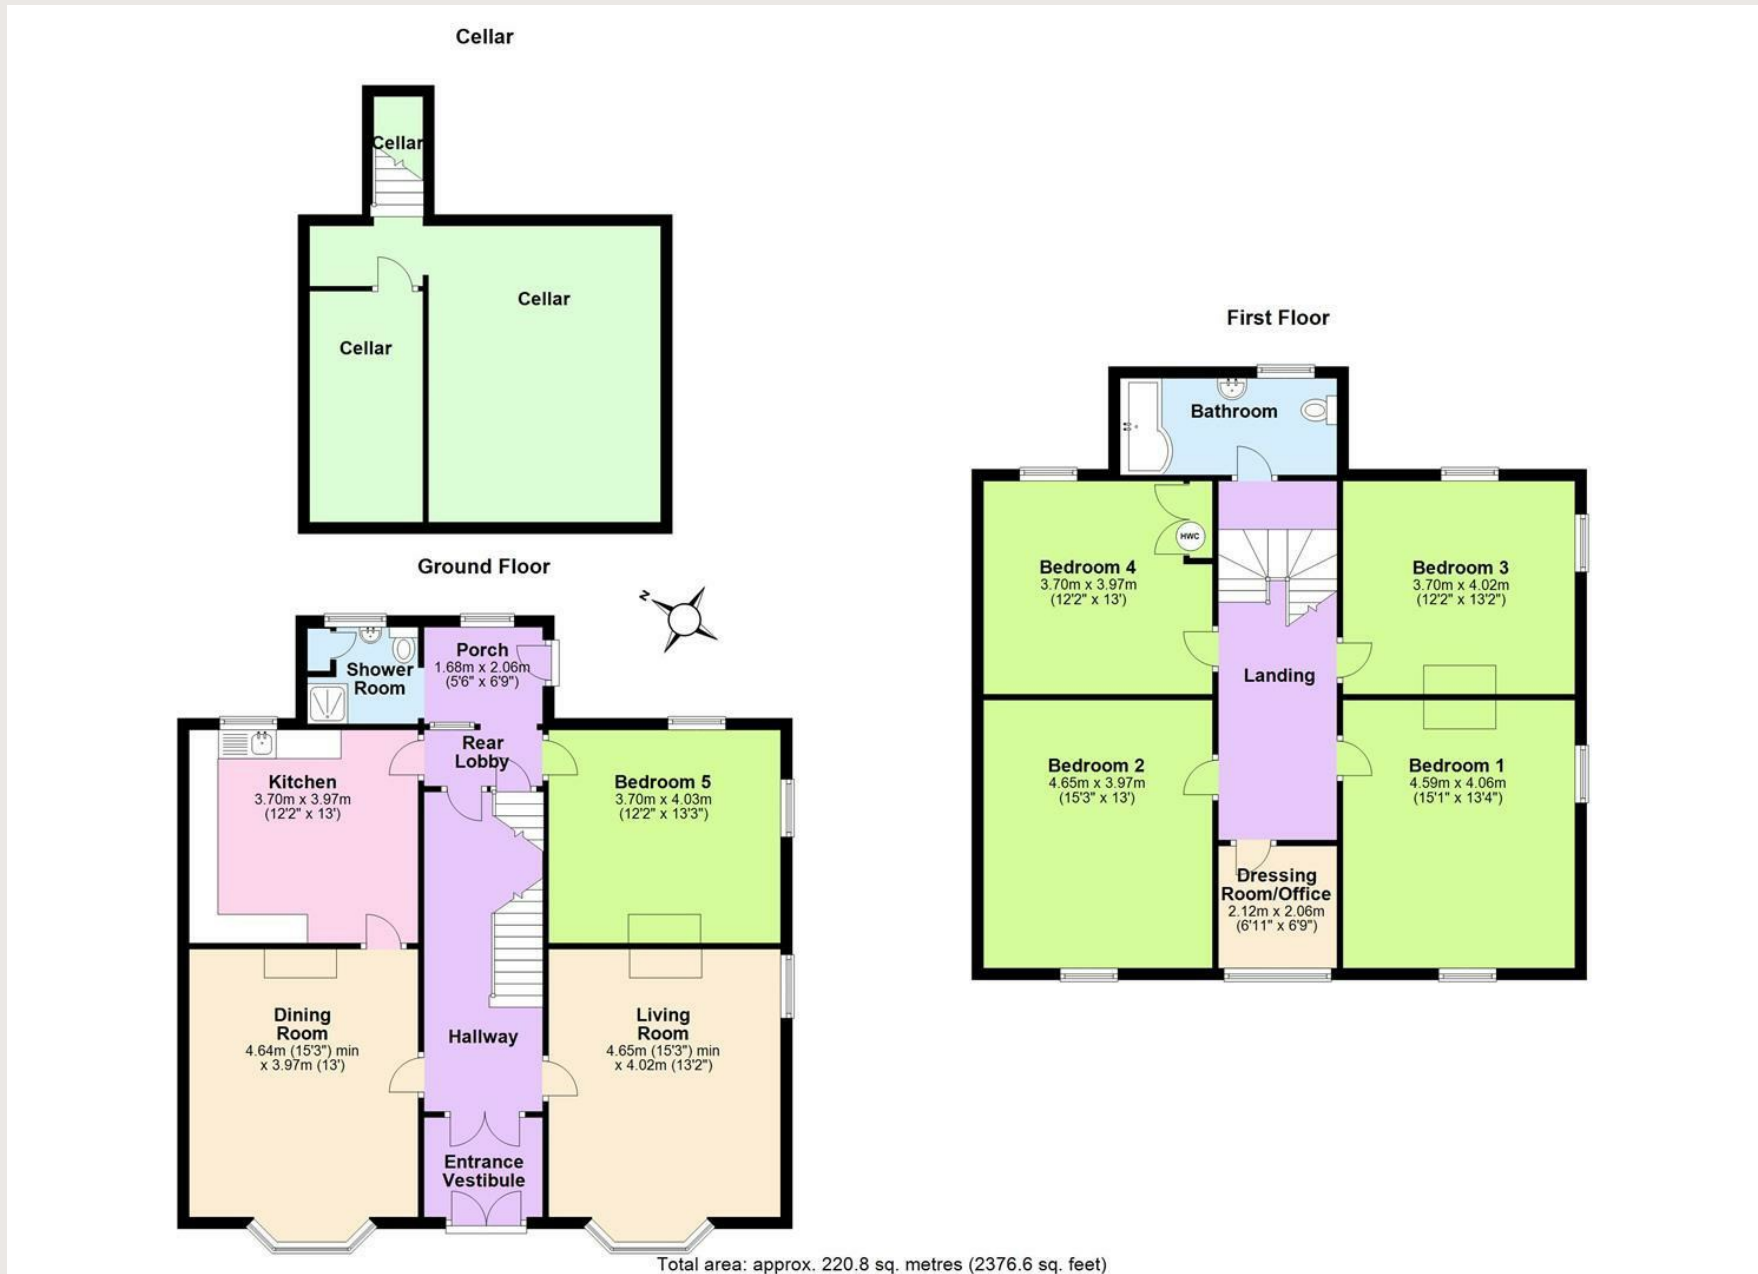 Cellar
Cellar
Cellar
Cellar
Ground Floor
N
Shower
Room
Porch
1.68m x 2.06m
(5'6" x 6'9")
Rear
Lobby
Kitchen
3.70m x 3.97m
(12'2" x 13')
Bedroom 5
3.70m x 4.03m
(12'2" x 13'3")
Dining
Room
4.64m (15'3") min
x 3.97m (13')
Hallway
Living
Room
4.65m (15'3") min
x 4.02m (13'2")
Entrance
Vestibule
First Floor
Bathroom
HWC
Bedroom 4
3.70m x 3.97m
(12'2" x 13')
Bedroom 3
3.70m x 4.02m
(12'2" x 13'2")
Landing
Bedroom 2
4.65m x 3.97m
(15'3" x 13')
Bedroom 1
4.59m x 4.06m
(15'1" x 13'4")
Dressing
Room/Office
2.12m x 2.06m
(6'11" x 6'9")
Total area: approx. 220.8 sq. metres (2376.6 sq. feet)